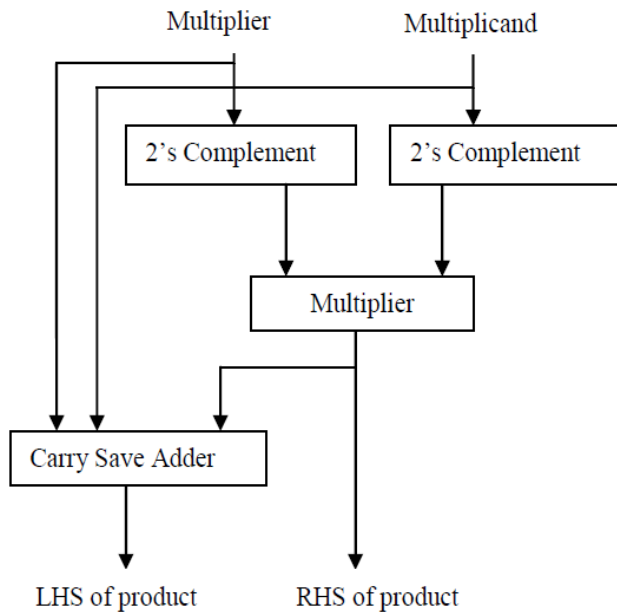 Multiplier
Multiplicand
2’s Complement
2’s Complement
Multiplier
Carry Save Adder
LHS of product
RHS of product